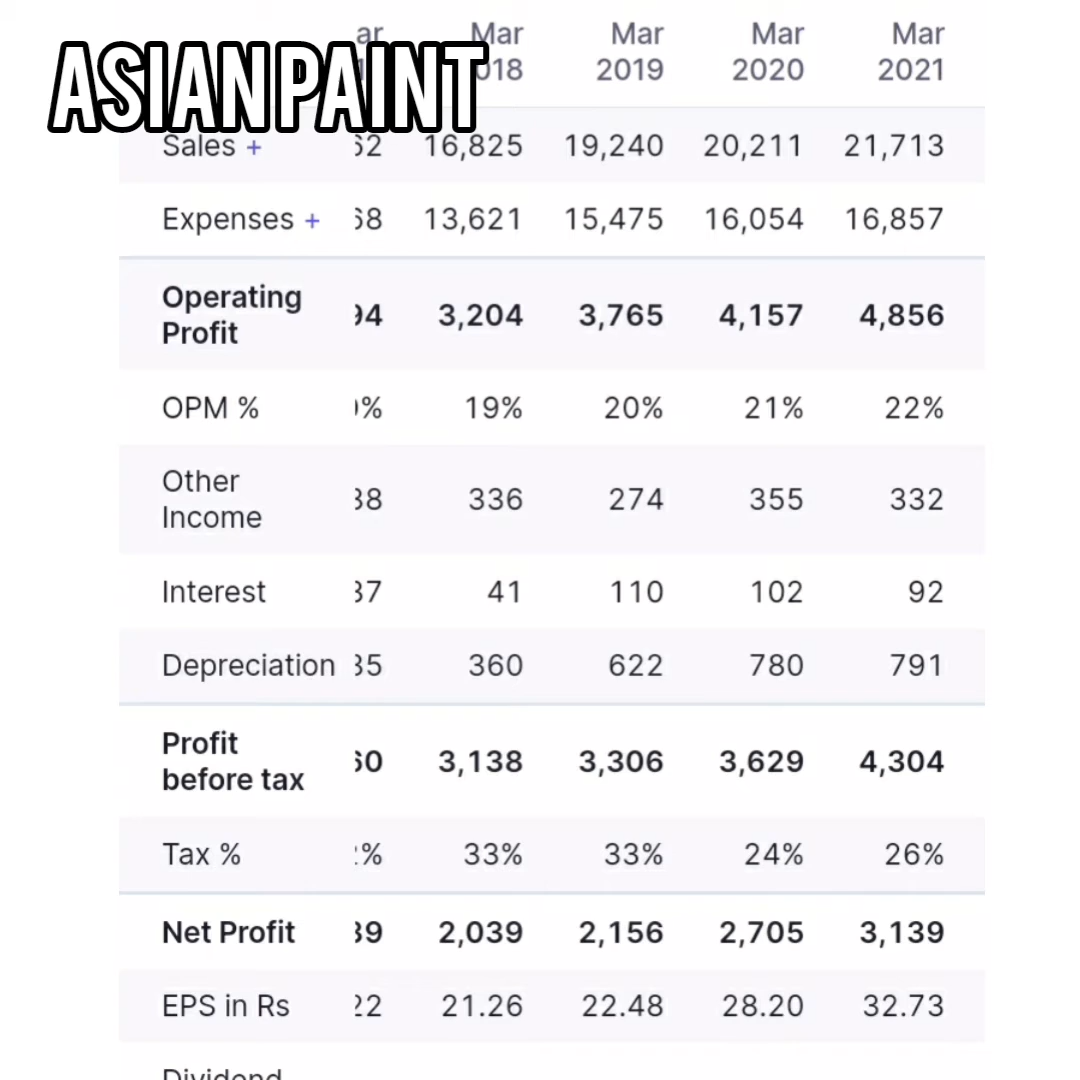 ASIANPAINT
Mar Mar Mar
2019 2020 2021
Sales + 16,825 19,240 20,211 21,713
Expenses + 13,621 15,475 16,054 16,857
Operating
Profit 3,204 3,765 4,157 4,856
OPM % 19% 20% 21% 22%
Other
Income 336 274 355 332
Interest 41 110 102 92
Depreciation 360 622 780 791
Profit
before tax 3,138 3,306 3,629 4,304
Tax % 33% 33% 24% 26%
Net Profit 2,039 2,156 2,705 3,139
EPS in Rs 21.26 22.48 28.20 32.73